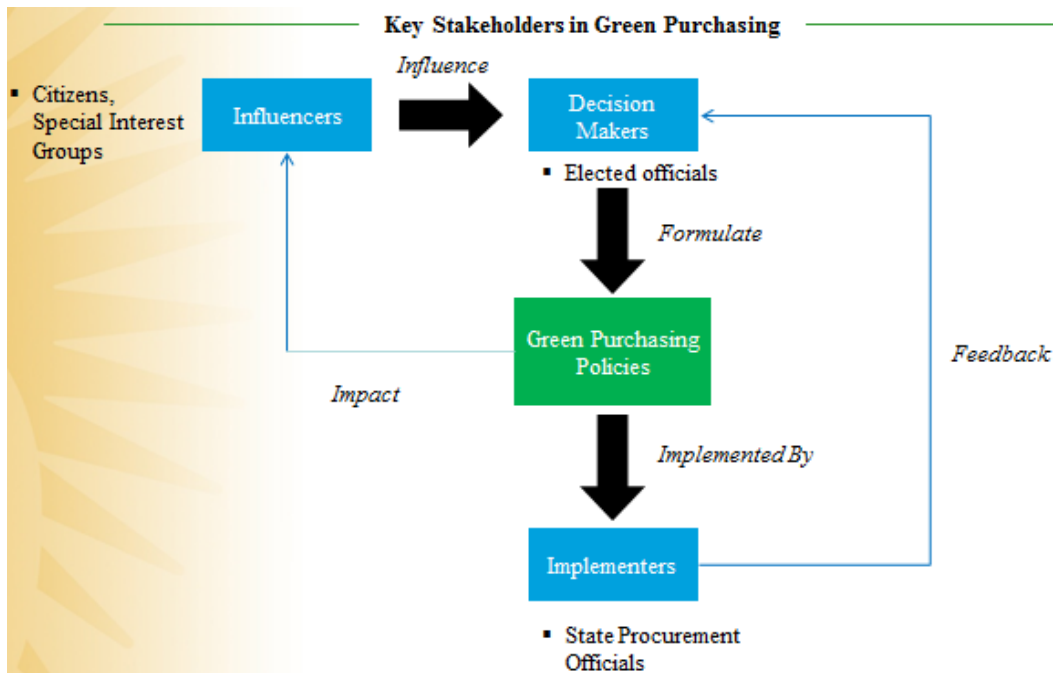 Key Stakeholders in Green Purchasing
Influence
▪ Citizens,
Special Interest
Groups
Influencers
Decision
Makers
▪ Elected officials
Formulate
Green Purchasing
Policies
Feedback
Impact
Implemented By
Implementers
▪ State Procurement
Officials